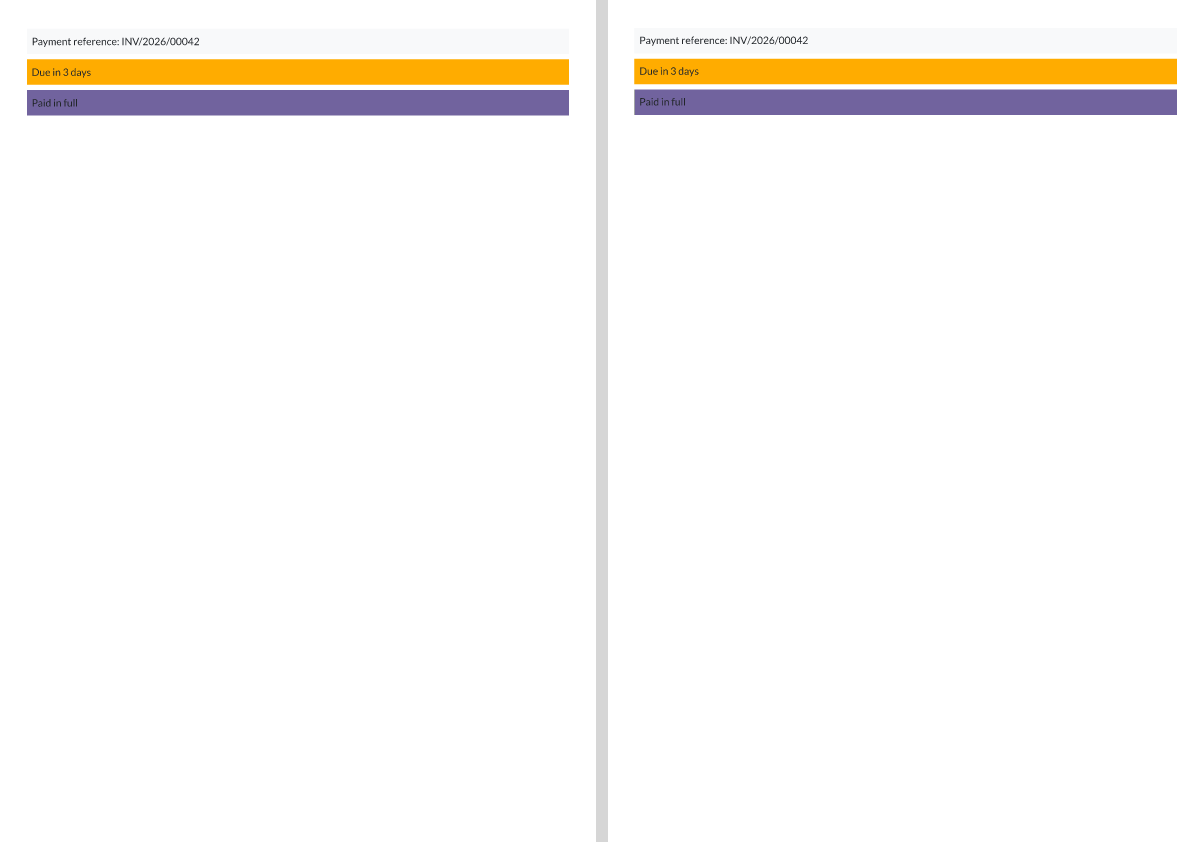 Payment reference: INV/2026/00042
Due in 3 days
Paid in full
Payment reference: INV/2026/00042
Due in 3 days
Paid in full